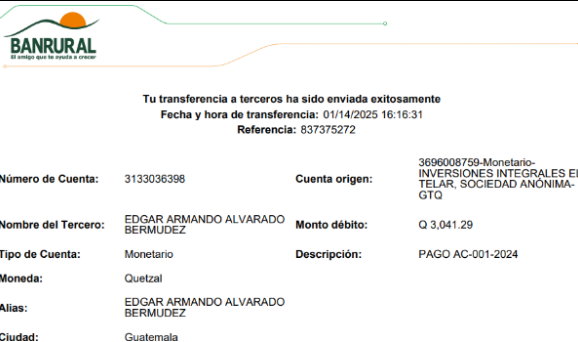 BANRURAL
El amigo que te ayuda a crecer
Tu transferencia a terceros ha sido enviada exitosamente
Fecha y hora de transferencia: 01/14/2025 16:16:31
Referencia: 837375272
Número de Cuenta: 3133036398
Cuenta origen: 3696008759-Monetario-
INVERSIONES INTEGRALES EL
TELAR, SOCIEDAD ANÓNIMA-
GTQ
Nombre del Tercero: EDGAR ARMANDO ALVARADO
BERMUDEZ
Monto débito: Q 3,041.29
Tipo de Cuenta: Monetario
Descripción: PAGO AC-001-2024
Moneda: Quetzal
Alias: EDGAR ARMANDO ALVARADO
BERMUDEZ
Ciudad: Guatemala